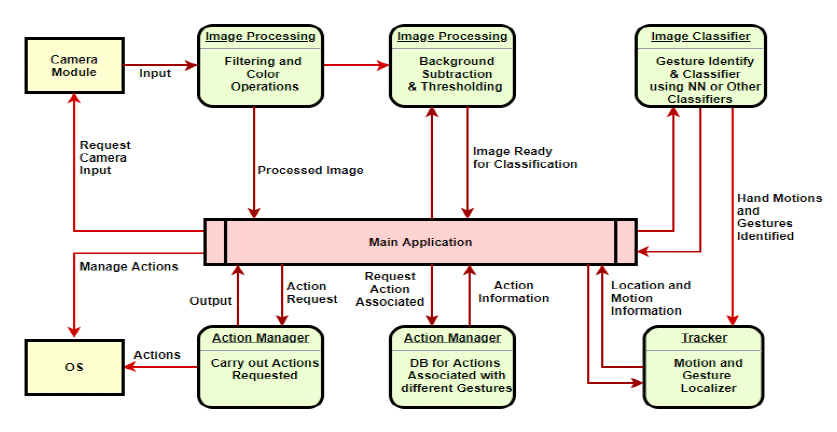 Camera
Module
Input
Image Processing
Filtering and
Color
Operations
Image Processing
Background
Subtraction
& Thresholding
Image Classifier
Gesture Identify
& Classifier
using NN or Other
Classifiers
Request
Camera
Input
Processed Image
Image Ready
for Classification
Hand Motions
and
Gestures
Identified
Main Application
Manage Actions
Output
Action
Request
Request
Action
Associated
Action
Information
Location and
Motion
Information
OS
Actions
Action Manager
Carry out Actions
Requested
Action Manager
DB for Actions
Associated with
different Gestures
Tracker
Motion and
Gesture
Localizer